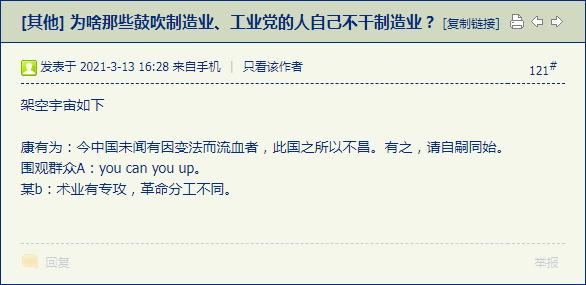 [其他] 为啥那些鼓吹制造业、工业党的人自己不干制造业？ [复制链接]
发表于 2021-3-13 16:28 来自手机 | 只看该作者
121#
架空宇宙如下
康有为：今中国未闻有因变法而流血者，此国之所以不昌。有之，请自嗣同始。
围观群众A：you can you up。
某b：术业有专攻，革命分工不同。
回复
举报